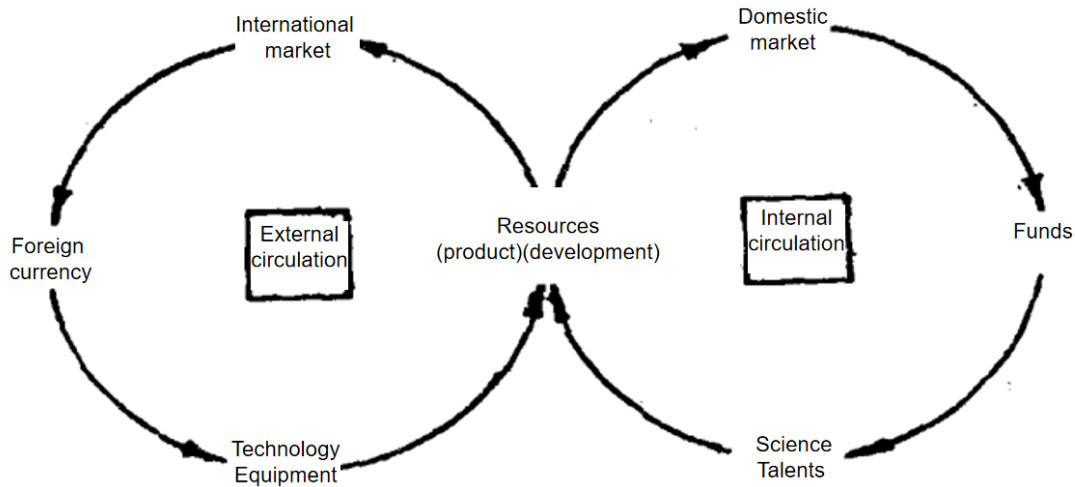 International
market
Domestic
market
Foreign
currency
External
circulation
Resources
(product)(development)
Internal
circulation
Funds
Technology
Equipment
Science
Talents